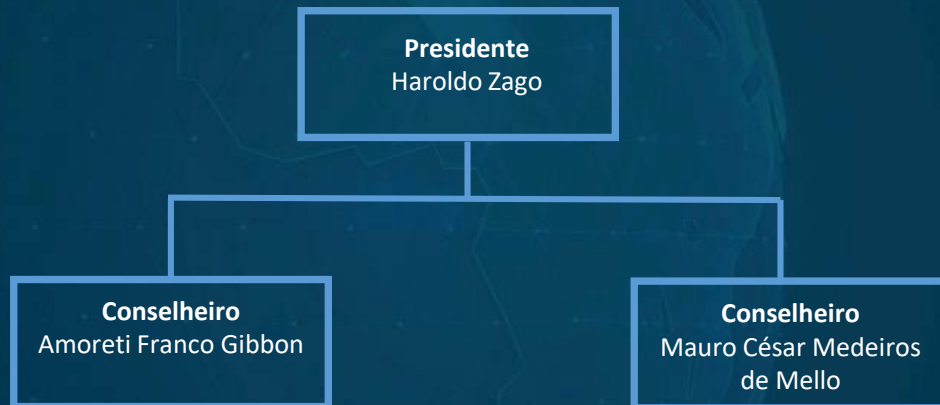 Presidente
Haroldo Zago
Conselheiro
Amoreti Franco Gibbon
Conselheiro
Mauro César Medeiros
de Mello